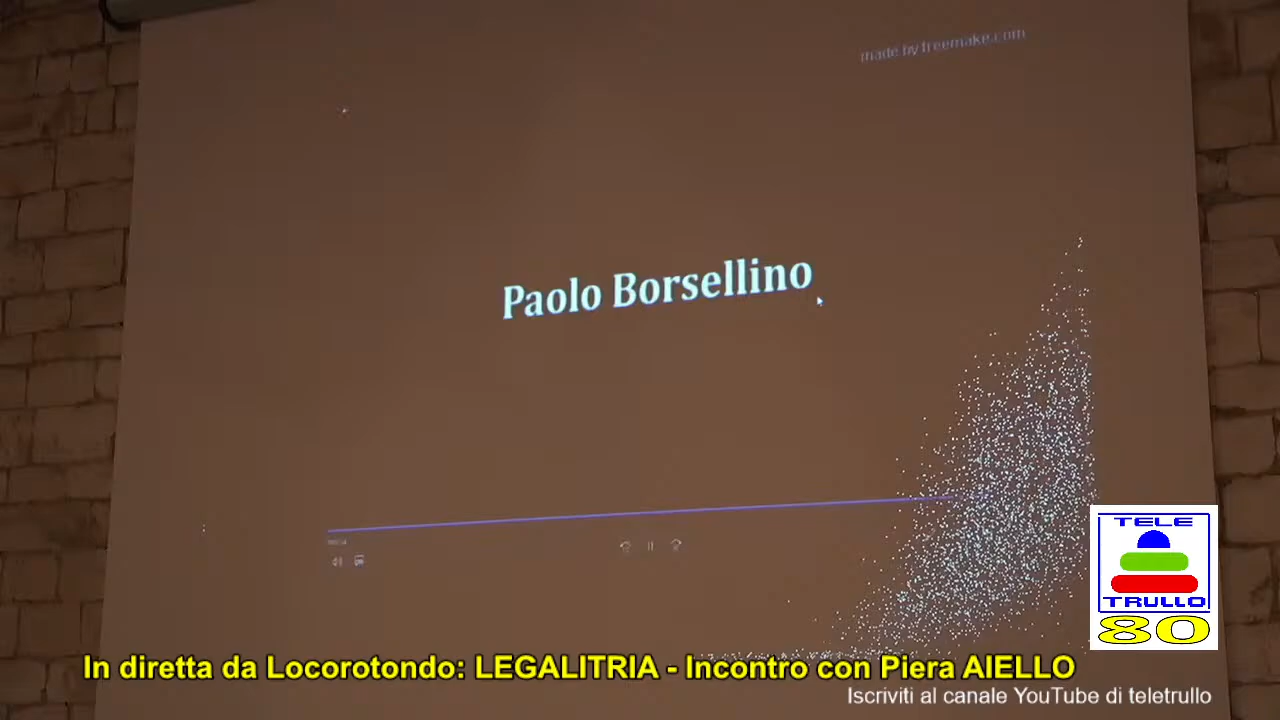 made by freemake.com
Paolo Borsellino
TELE
TRULLO
80
In diretta da Locorotondo: LEGALITRIA - Incontro con Piera AIELLO
Iscriviti al canale YouTube di teletrullo